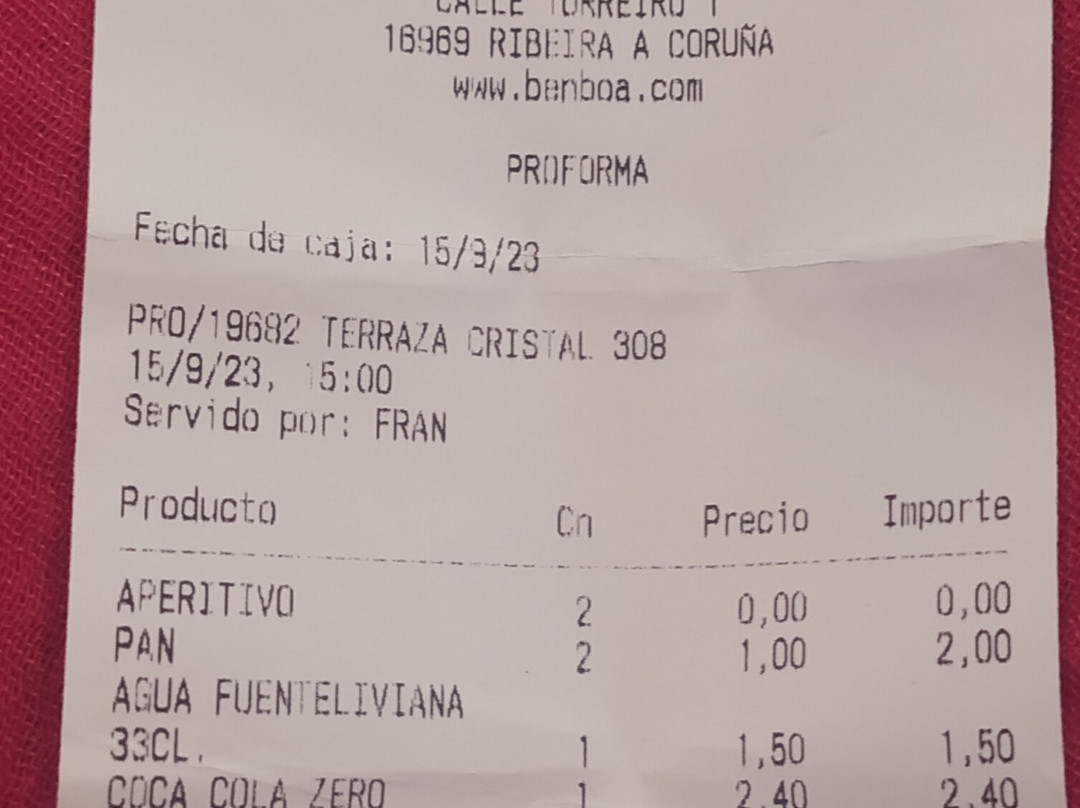 CALLE TORREIRO 1
16969 RIBEIRA A CORUÑA
www.benboa.com
PROFORMA
Fecha de caja: 15/9/23
PRO/19682 TERRAZA CRISTAL 308
15/9/23, 15:00
Servido por: FRAN
Producto Cn Precio Importe
APERITIVO 2 0,00 0,00
PAN 2 1,00 2,00
AGUA FUENTELIVIANA
33CL. 1 1,50 1,50
COCA COLA ZERO 1 2,40 2,40